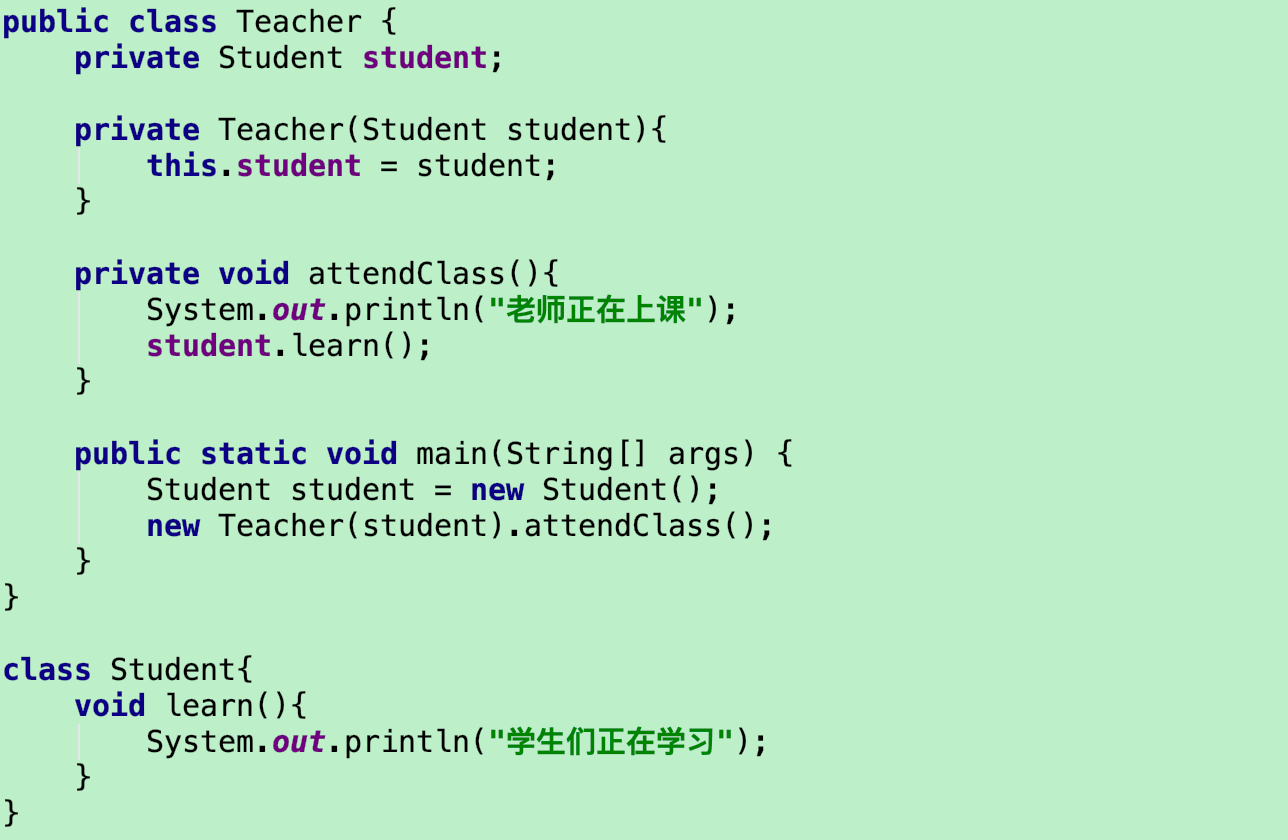 public class Teacher {
    private Student student;

    private Teacher(Student student){
        this.student = student;
    }

    private void attendClass(){
        System.out.println("老师正在上课");
        student.learn();
    }

    public static void main(String[] args) {
        Student student = new Student();
        new Teacher(student).attendClass();
    }
}

class Student{
    void learn(){
        System.out.println("学生们正在学习");
    }
}